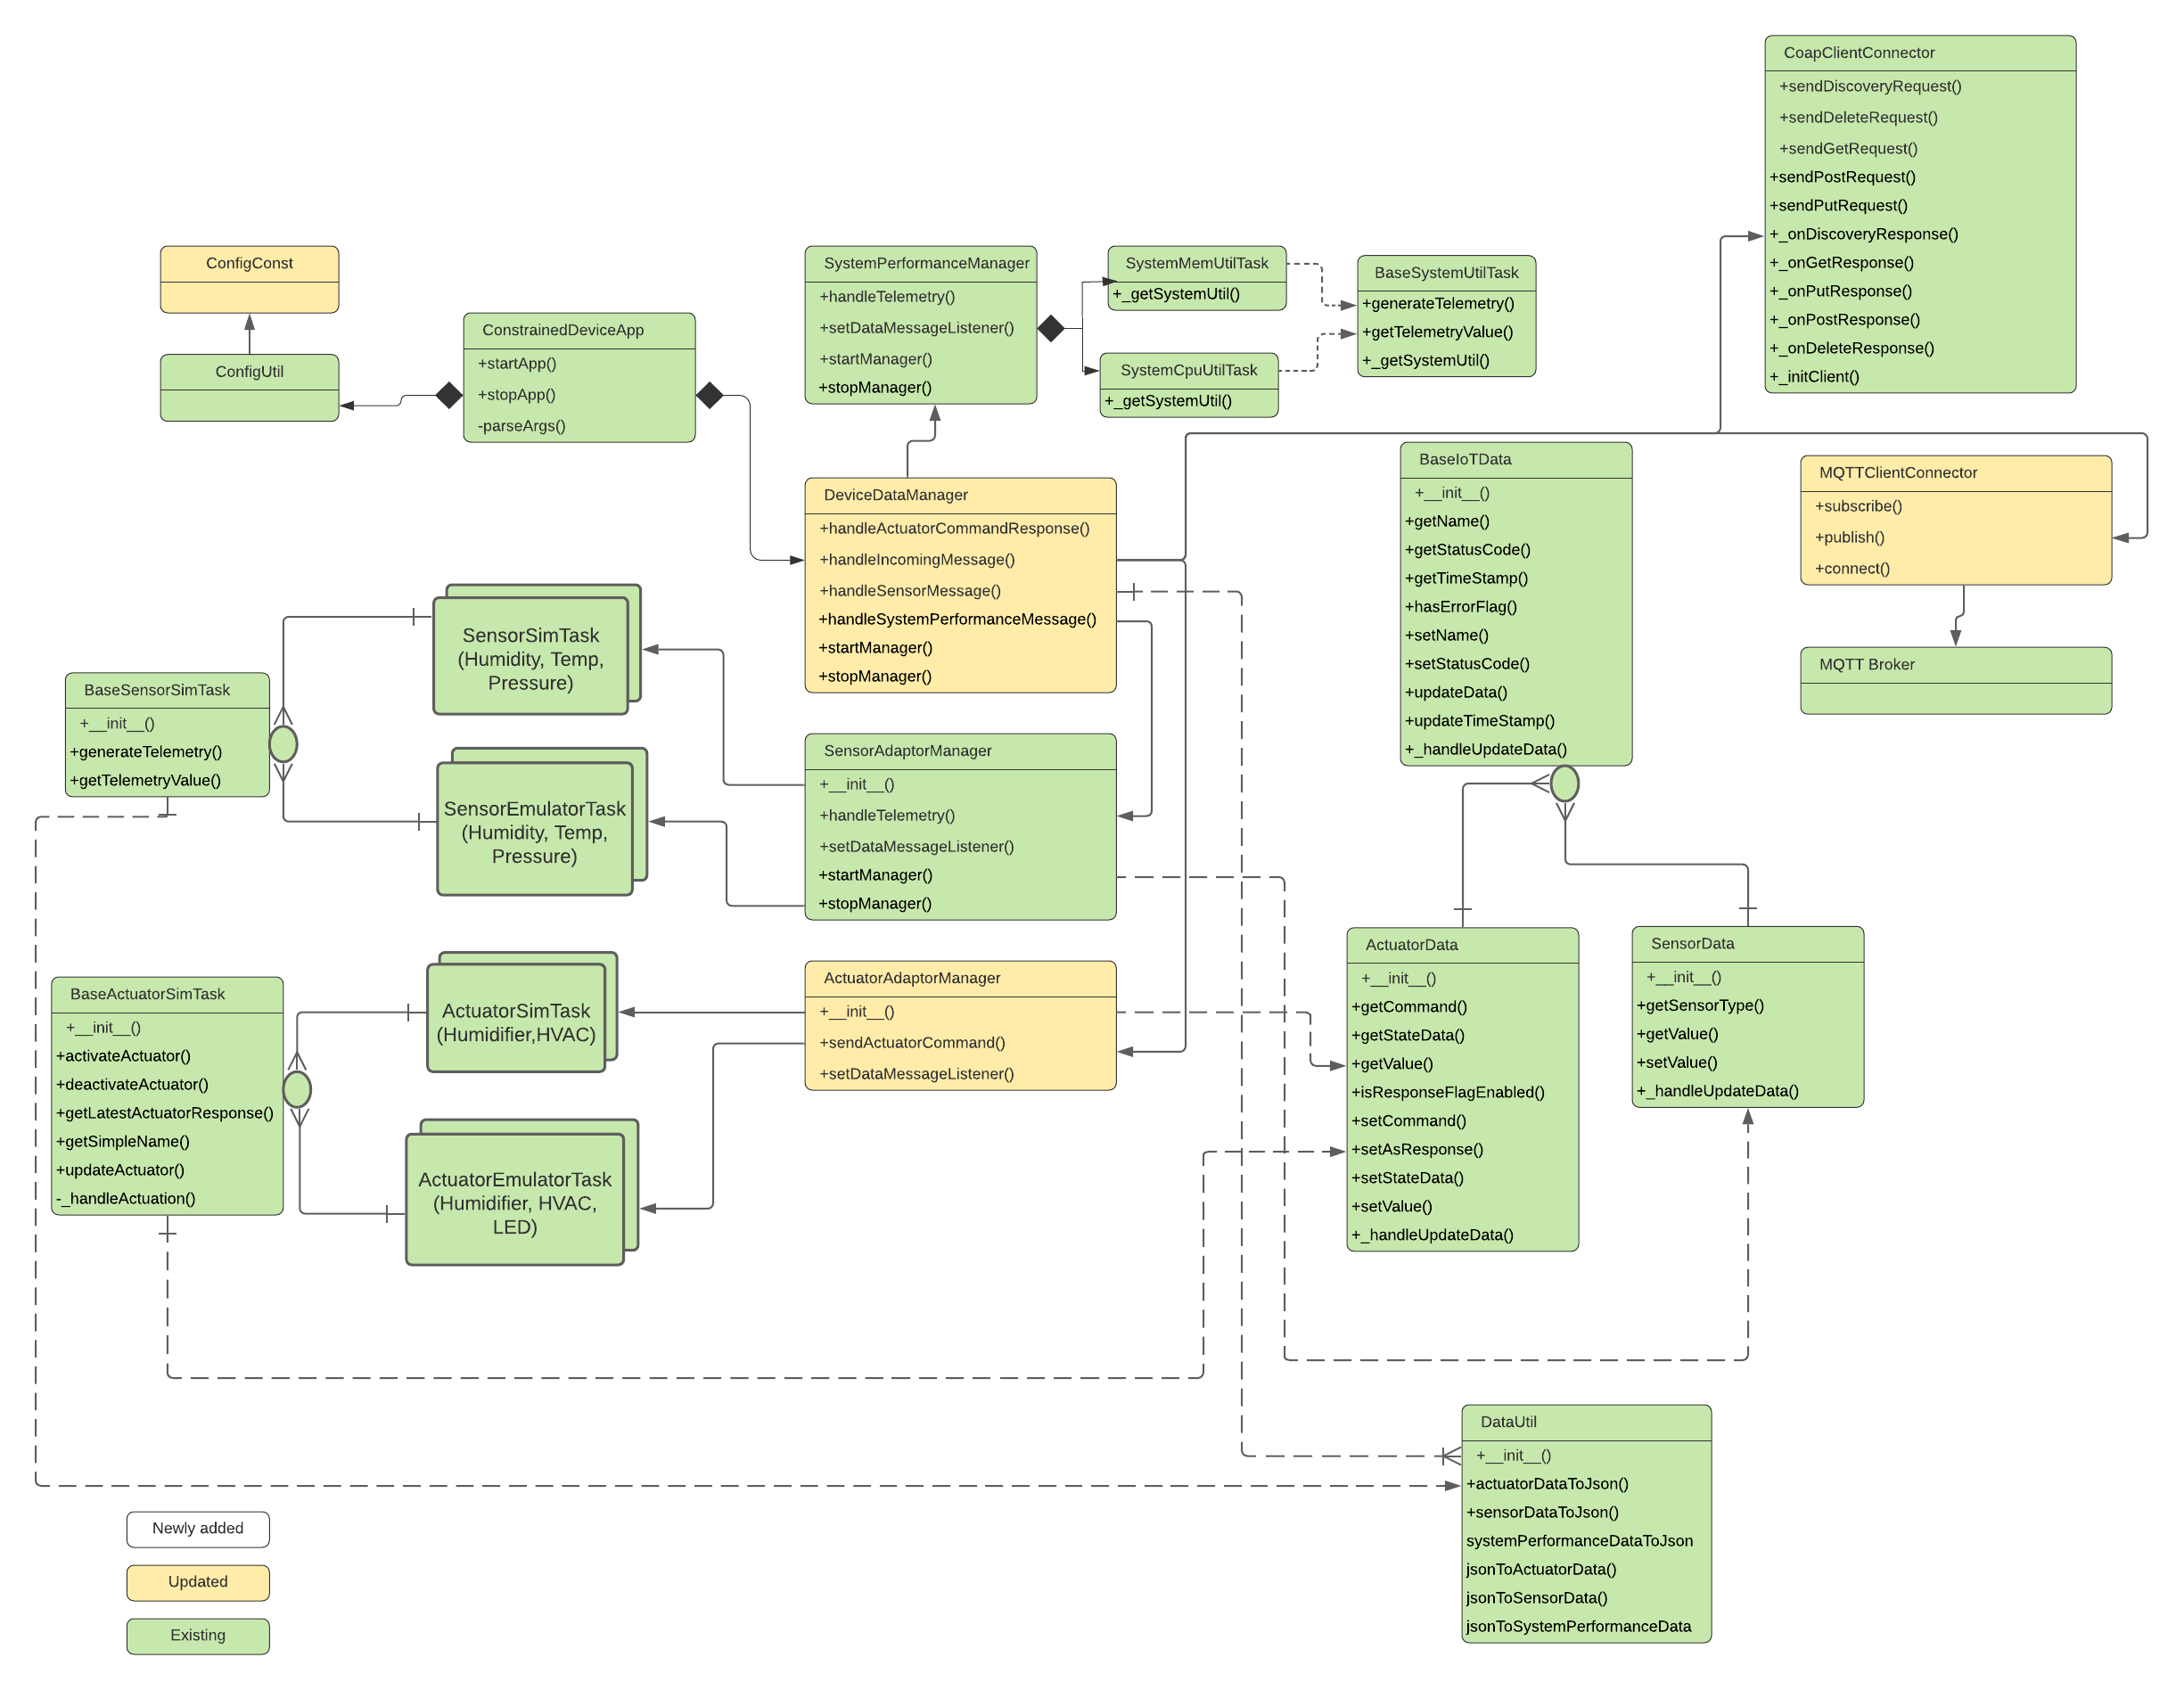 CoapClientConnector
+sendDiscoveryRequest()
+sendDeleteRequest()
+sendGetRequest()
+sendPostRequest()
+sendPutRequest()
+_onDiscoveryResponse()
+_onGetResponse()
+_onPutResponse()
+_onPostResponse()
+_onDeleteResponse()
+_initClient()
ConfigConst
ConfigUtil
ConstrainedDeviceApp
+startApp()
+stopApp()
-parseArgs()
SystemPerformanceManager
+handleTelemetry()
+setDataMessageListener()
+startManager()
+stopManager()
SystemMemUtilTask
+_getSystemUtil()
SystemCpuUtilTask
+_getSystemUtil()
BaseSystemUtilTask
+generateTelemetry()
+getTelemetryValue()
+_getSystemUtil()
DeviceDataManager
+handleActuatorCommandResponse()
+handleIncomingMessage()
+handleSensorMessage()
+handleSystemPerformanceMessage()
+startManager()
+stopManager()
BaseIoTData
+__init__()
+getName()
+getStatusCode()
+getTimeStamp()
+hasErrorFlag()
+setName()
+setStatusCode()
+updateData()
+updateTimeStamp()
+_handleUpdateData()
MQTTClientConnector
+subscribe()
+publish()
+connect()
MQTT Broker
SensorSimTask
(Humidity, Temp,
Pressure)
BaseSensorSimTask
+__init__()
+generateTelemetry()
+getTelemetryValue()
SensorEmulatorTask
(Humidity, Temp,
Pressure)
SensorAdaptorManager
+__init__()
+handleTelemetry()
+setDataMessageListener()
+startManager()
+stopManager()
BaseActuatorSimTask
+__init__()
+activateActuator()
+deactivateActuator()
+getLatestActuatorResponse()
+getSimpleName()
+updateActuator()
-_handleActuation()
ActuatorSimTask
(Humidifier,HVAC)
ActuatorEmulatorTask
(Humidifier, HVAC,
LED)
ActuatorAdaptorManager
+__init__()
+sendActuatorCommand()
+setDataMessageListener()
ActuatorData
+__init__()
+getCommand()
+getStateData()
+getValue()
+isResponseFlagEnabled()
+setCommand()
+setAsResponse()
+setStateData()
+setValue()
+_handleUpdateData()
SensorData
+__init__()
+getSensorType()
+getValue()
+setValue()
+_handleUpdateData()
DataUtil
+__init__()
+actuatorDataToJson()
+sensorDataToJson()
systemPerformanceDataToJson
jsonToActuatorData()
jsonToSensorData()
jsonToSystemPerformanceData
Newly added
Updated
Existing